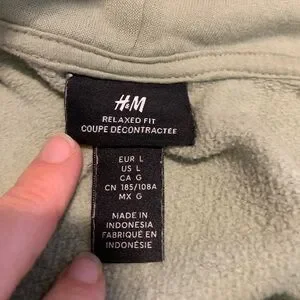 H&M
RELAXED FIT
COUPE DÉCONTRACTÉE
EUR L
US L
CA G
CN 185/108A
MX G
MADE IN
INDONESIA
FABRIQUÉ EN
INDONÉSIE